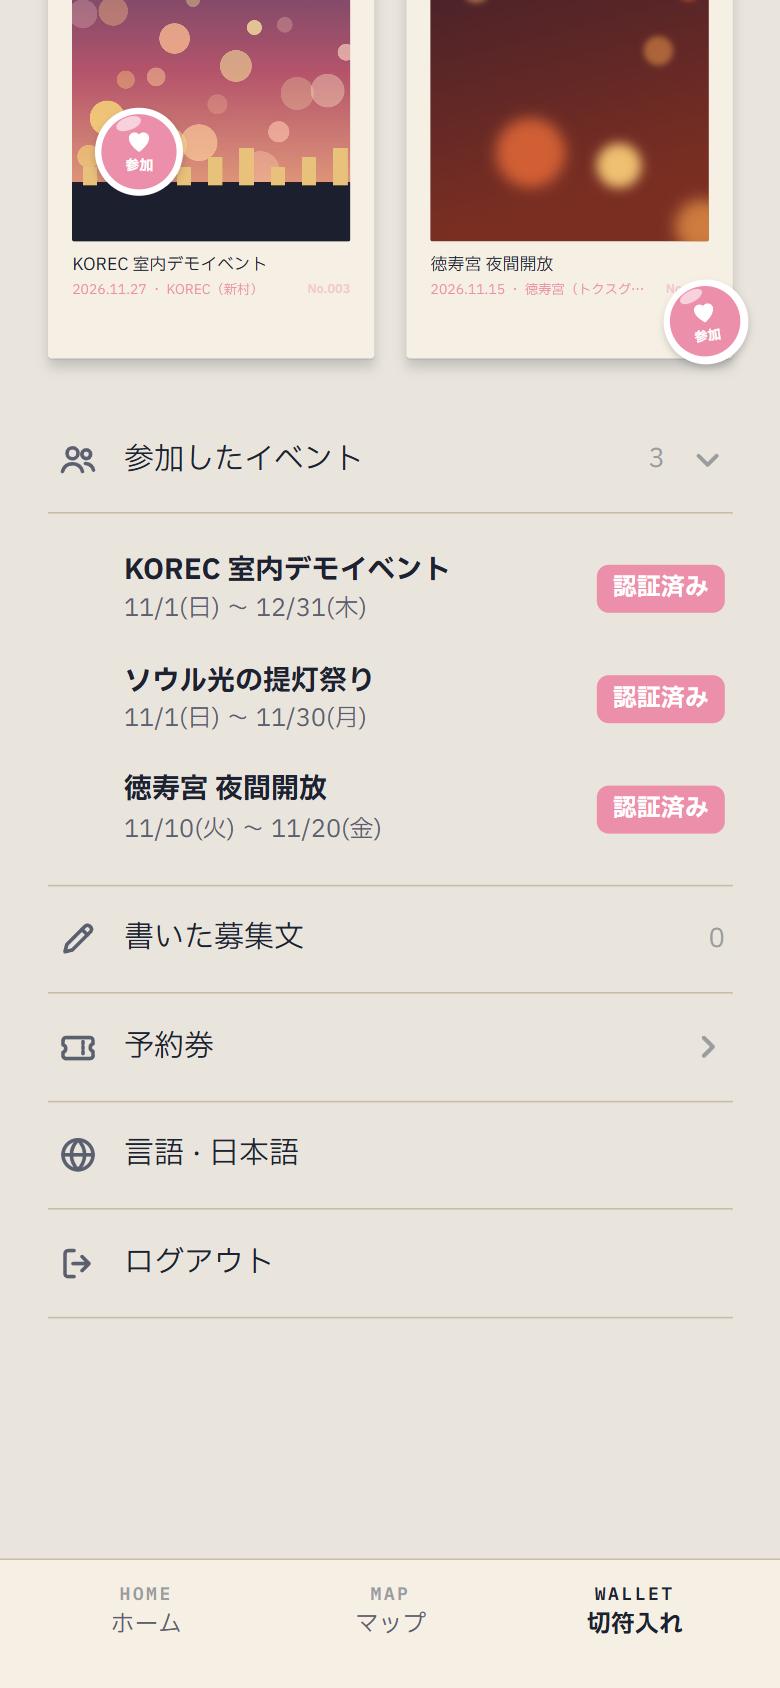 参加
KOREC 室内デモイベント
2026.11.27 · KOREC（新村）
No.003
徳寿宮 夜間開放
2026.11.15 · 徳寿宮（トクスグ…
参加
参加したイベント
3
KOREC 室内デモイベント
11/1(日) ～ 12/31(木)
認証済み
ソウル光の提灯祭り
11/1(日) ～ 11/30(月)
認証済み
徳寿宮 夜間開放
11/10(火) ～ 11/20(金)
認証済み
書いた募集文
0
予約券
言語 · 日本語
ログアウト
HOME
ホーム
MAP
マップ
WALLET
切符入れ